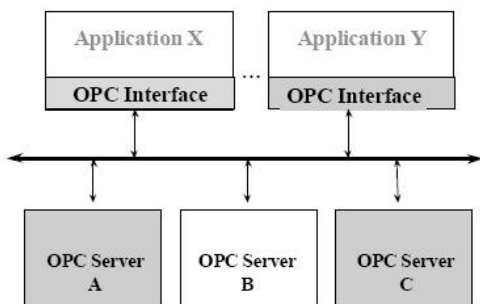 Application X
Application Y
OPC Interface
...
OPC Interface
OPC Server
A
OPC Server
B
OPC Server
C